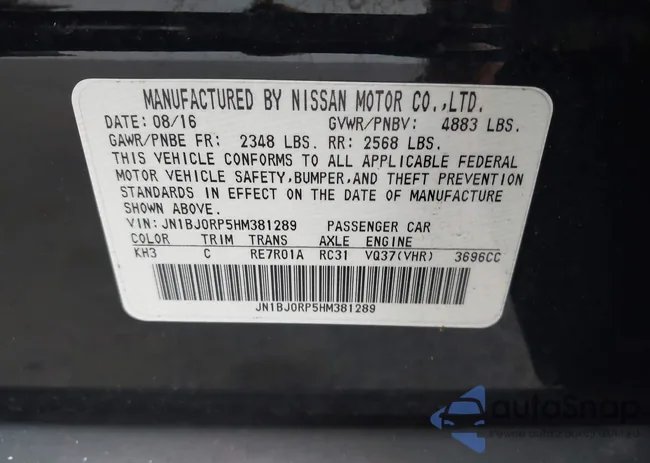 MANUFACTURED BY NISSAN MOTOR CO.,LTD.
DATE: 08/16 GVWR/PNBV: 4883 LBS.
GAWR/PNBE FR: 2348 LBS. RR: 2568 LBS.
THIS VEHICLE CONFORMS TO ALL APPLICABLE FEDERAL
MOTOR VEHICLE SAFETY,BUMPER,AND THEFT PREVENTION
STANDARDS IN EFFECT ON THE DATE OF MANUFACTURE
SHOWN ABOVE.
VIN: JN1BJ0RP5HM381289 PASSENGER CAR
COLOR TRIM TRANS AXLE ENGINE
KH3 C RE7R01A RC31 VQ37(VHR) 3696CC
JN1BJ0RP5HM381289
autoSnap